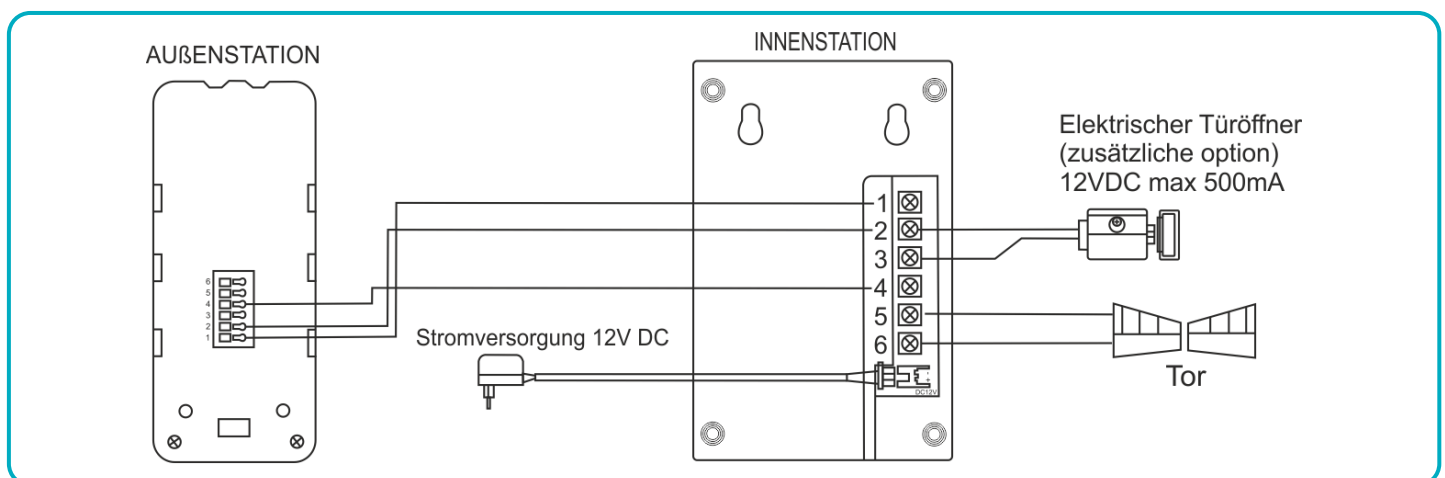 AUßENSTATION
INNENSTATION
Elektrischer Türöffner
(zusätzliche option)
12VDC max 500mA
1
2
3
4
5
6
6
5
4
3
2
1
Stromversorgung 12V DC
- +
DC12V
Tor